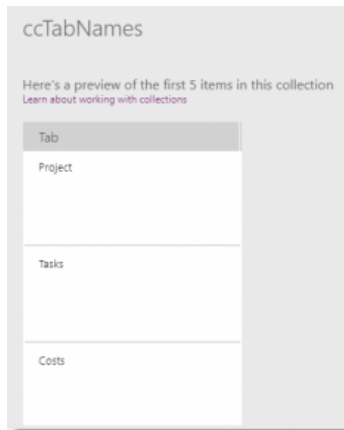 ccTabNames
Here's a preview of the first 5 items in this collection
Learn about working with collections
Tab
Project
Tasks
Costs